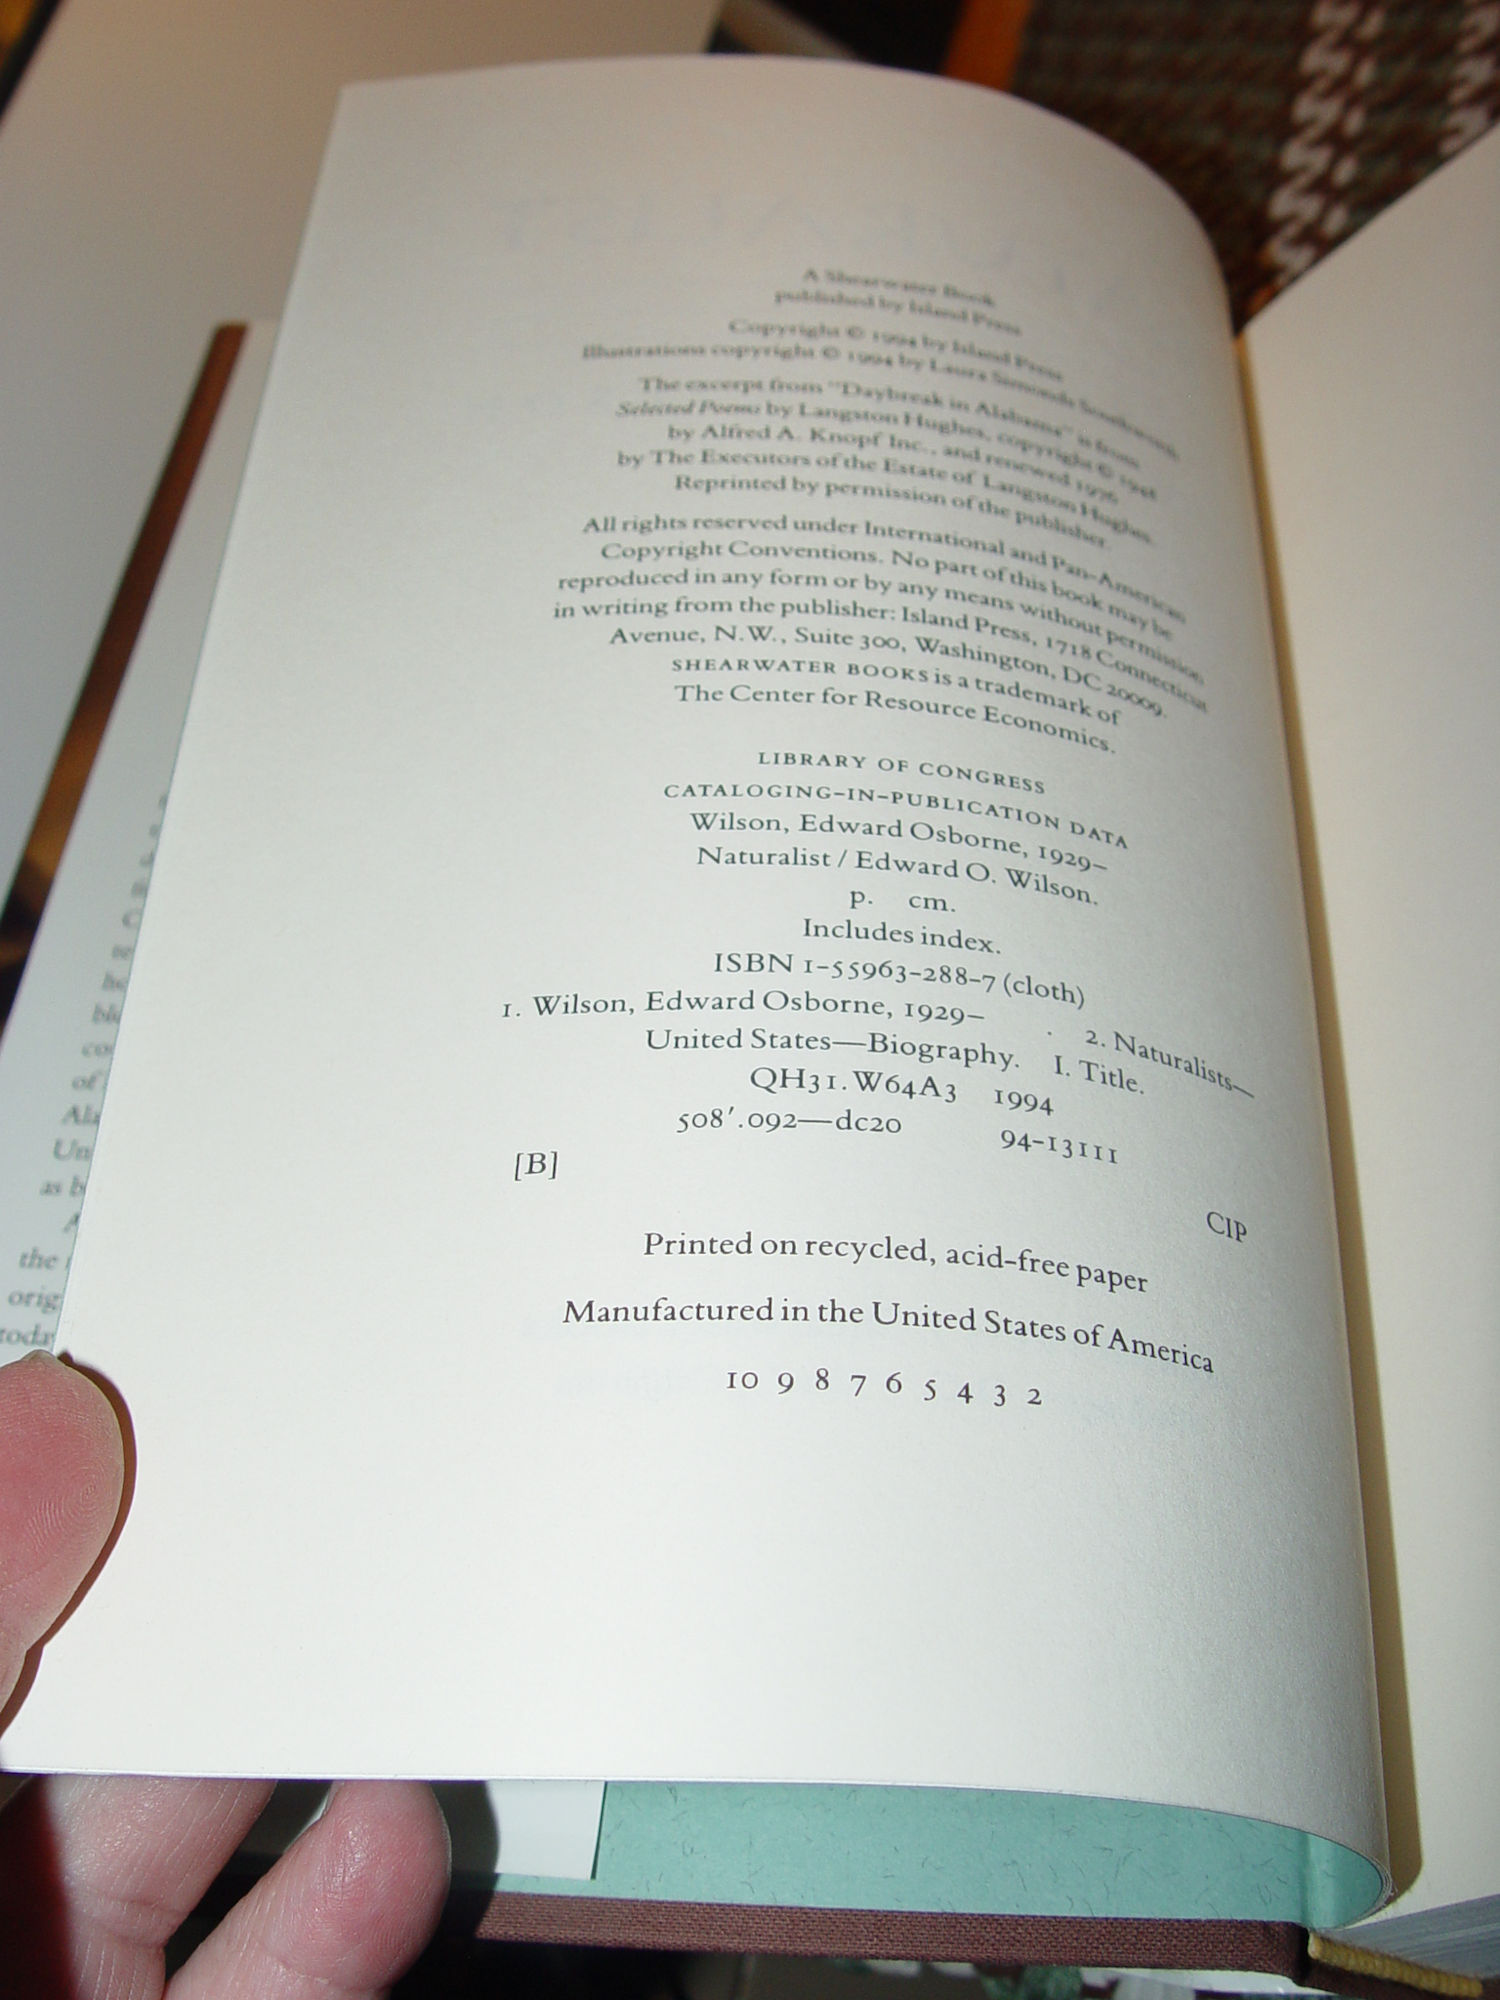 A Shearwater Book
published by Island Press
Copyright © 1994 by Island Press
Illustrations copyright © 1994 by Laura Simonds Southworth
The excerpt from "Daybreak in Alabama" is from
Selected Poems by Langston Hughes, copyright © 1948
by Alfred A. Knopf Inc., and renewed 1976
by The Executors of the Estate of Langston Hughes.
Reprinted by permission of the publisher.
All rights reserved under International and Pan-American
Copyright Conventions. No part of this book may be
reproduced in any form or by any means without permission
in writing from the publisher: Island Press, 1718 Connecticut
Avenue, N.W., Suite 300, Washington, DC 20009.
SHEARWATER BOOKS is a trademark of
The Center for Resource Economics.
LIBRARY OF CONGRESS
CATALOGING-IN-PUBLICATION DATA
Wilson, Edward Osborne, 1929–
Naturalist / Edward O. Wilson.
p. cm.
Includes index.
ISBN 1-55963-288-7 (cloth)
1. Wilson, Edward Osborne, 1929– . 2. Naturalists—
United States—Biography. I. Title.
QH31.W64A3 1994
508′.092—dc20 94-13111
[B]
CIP
Printed on recycled, acid-free paper
Manufactured in the United States of America
10 9 8 7 6 5 4 3 2
of
as
the